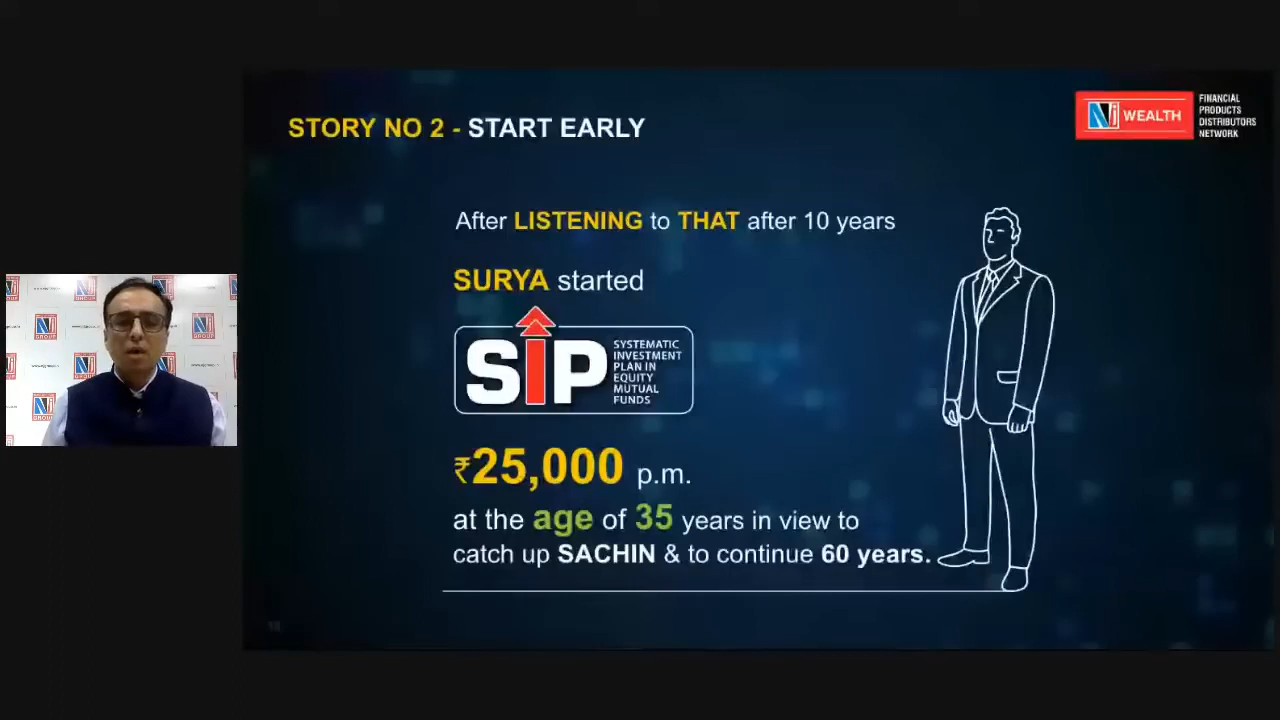 STORY NO 2 - START EARLY
NJ WEALTH
FINANCIAL
PRODUCTS
DISTRIBUTORS
NETWORK
After LISTENING to THAT after 10 years
SURYA started
SIP
SYSTEMATIC
INVESTMENT
PLAN IN
EQUITY
MUTUAL
FUNDS
₹25,000 p.m.
at the age of 35 years in view to
catch up SACHIN & to continue 60 years.